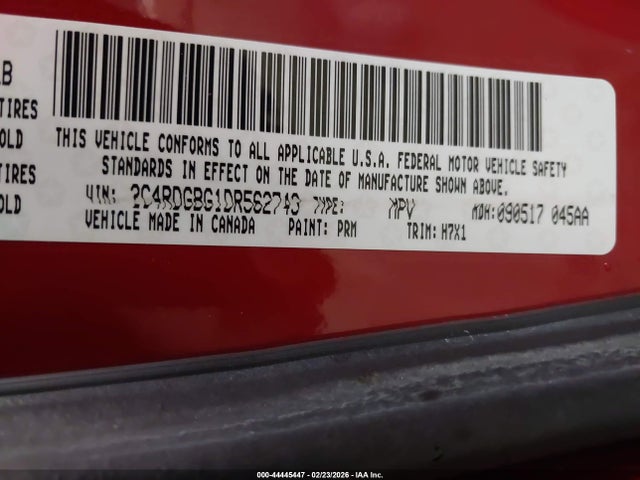 LB
TIRES
OLD
TIRES
OLD
THIS VEHICLE CONFORMS TO ALL APPLICABLE U.S.A. FEDERAL MOTOR VEHICLE SAFETY
STANDARDS IN EFFECT ON THE DATE OF MANUFACTURE SHOWN ABOVE.
VIN: 2C4RDGBG1DR562743 TYPE: MPV MDH:090517 045AA
VEHICLE MADE IN CANADA PAINT: PRM TRIM: H7X1
000-44445447 - 02/23/2026 - IAA Inc.